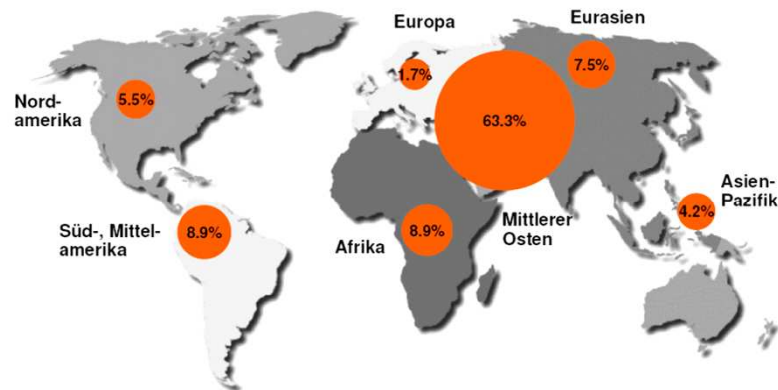 Europa
Eurasien
1.7%
7.5%
Nord-
amerika
5.5%
63.3%
Asien-
Pazifik
4.2%
Süd-, Mittel-
amerika
8.9%
Afrika
8.9%
Mittlerer
Osten